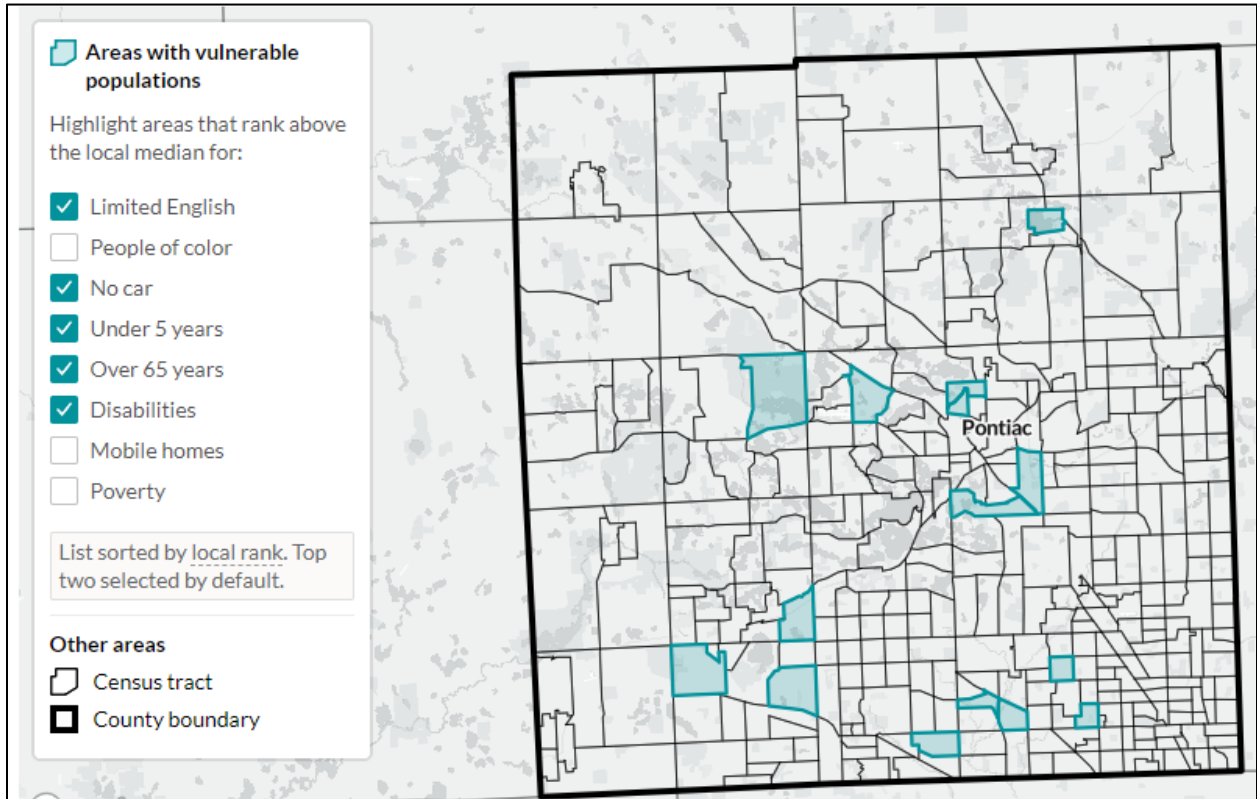 Areas with vulnerable
populations
Highlight areas that rank above
the local median for:
Limited English
People of color
No car
Under 5 years
Over 65 years
Disabilities
Mobile homes
Poverty
List sorted by local rank. Top
two selected by default.
Other areas
Census tract
County boundary
Pontiac